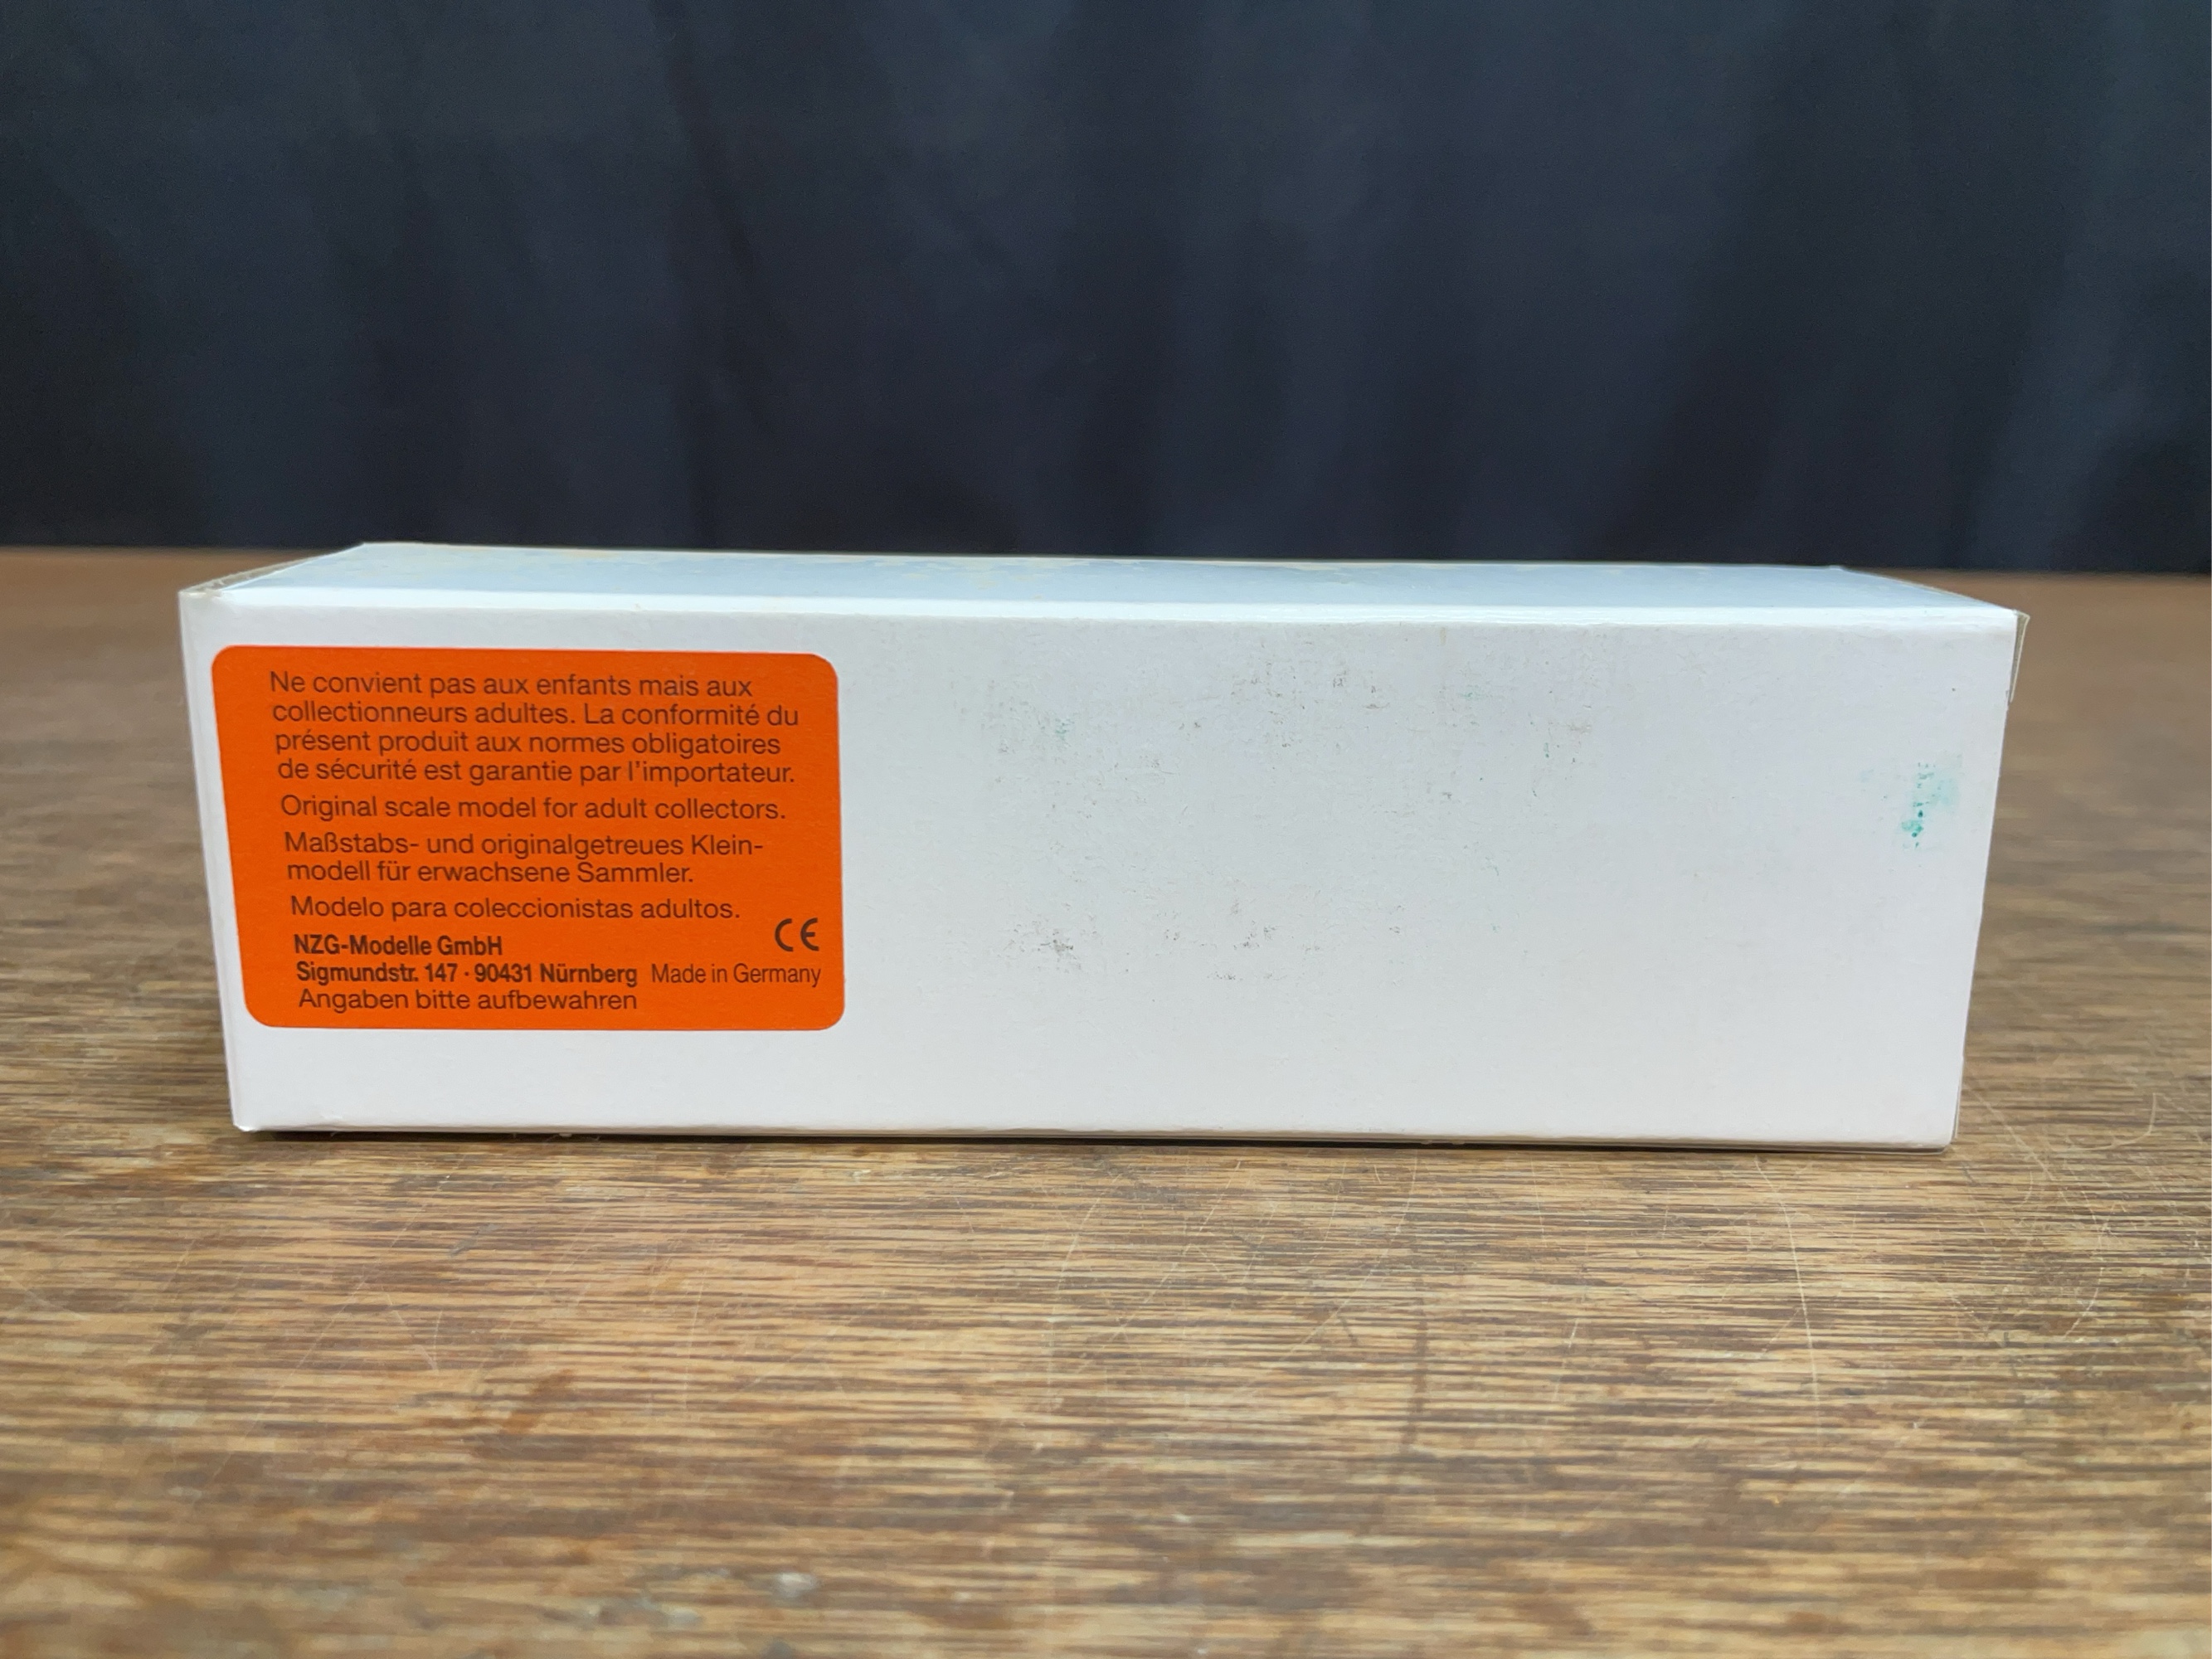 Ne convient pas aux enfants mais aux
collectionneurs adultes. La conformité du
présent produit aux normes obligatoires
de sécurité est garantie par l'importateur.
Original scale model for adult collectors.
Maßstabs- und originalgetreues Klein-
modell für erwachsene Sammler.
Modelo para coleccionistas adultos.
CE
NZG-Modelle GmbH
Sigmundstr. 147 · 90431 Nürnberg Made in Germany
Angaben bitte aufbewahren